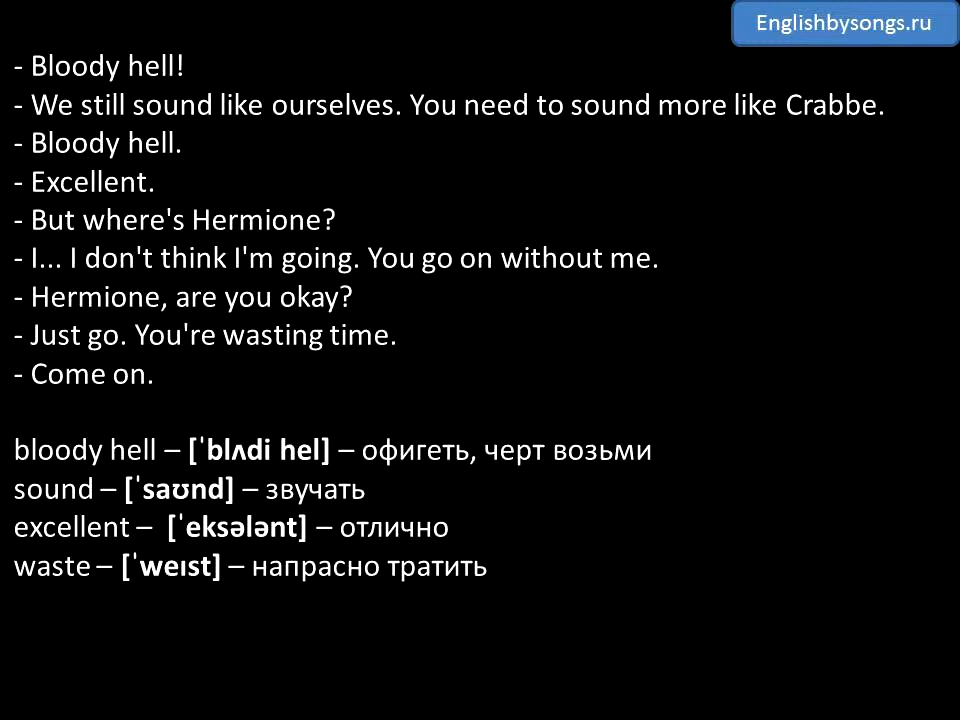 Englishbysongs.ru
- Bloody hell!
- We still sound like ourselves. You need to sound more like Crabbe.
- Bloody hell.
- Excellent.
- But where's Hermione?
- I... I don't think I'm going. You go on without me.
- Hermione, are you okay?
- Just go. You're wasting time.
- Come on.
bloody hell – [ˈblʌdi hel] – офигеть, черт возьми
sound – [ˈsaʊnd] – звучать
excellent – [ˈeksələnt] – отлично
waste – [ˈweɪst] – напрасно тратить